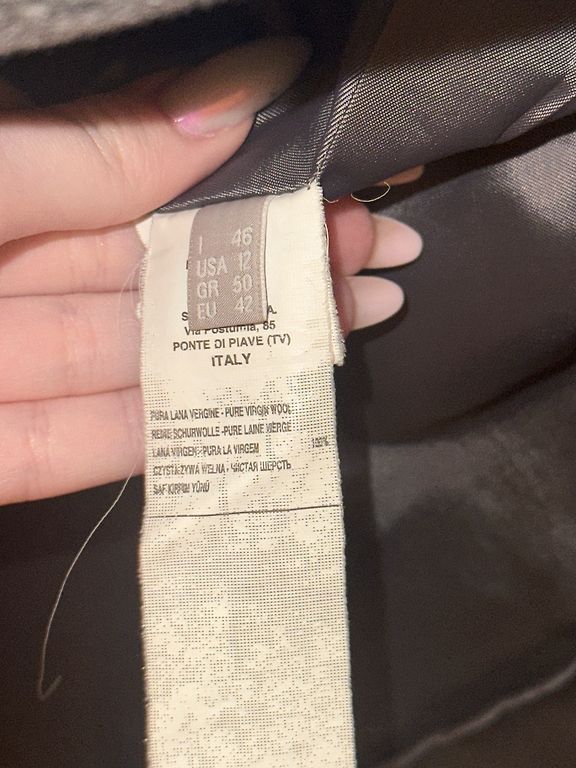 I 46
USA 12
GR 50
EU 42
Via Postumia, 85
PONTE DI PIAVE (TV)
ITALY
PURA LANA VERGINE - PURE VIRGIN WOOL
REINE SCHURWOLLE - PURE LAINE VIERGE
LANA VIRGEN - PURA LA VIRGEM 100%
CZYSTA ŻYWA WEŁNA - ЧИСТАЯ ШЕРСТЬ
SAF KIRKIM YÜNÜ